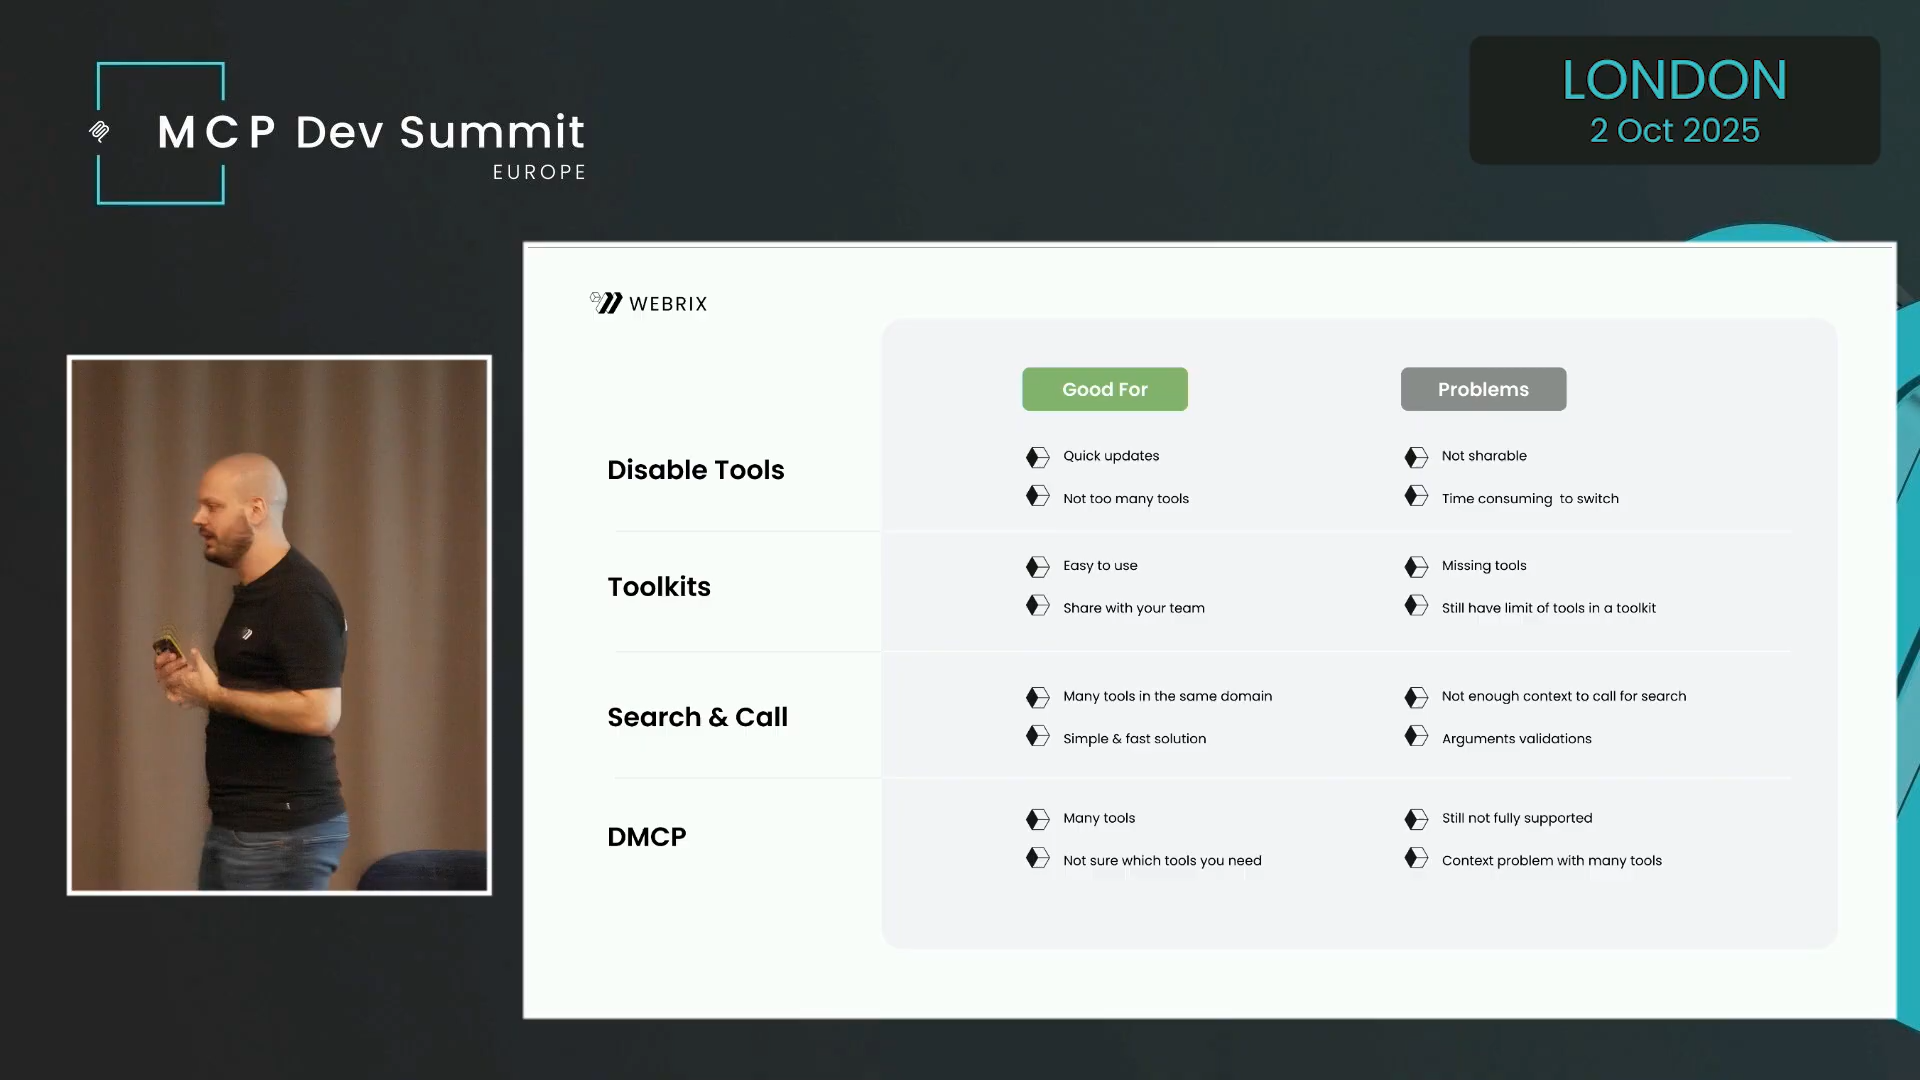 MCP Dev Summit
EUROPE
LONDON
2 Oct 2025
WEBRIX
Good For
Problems
Disable Tools
Quick updates
Not too many tools
Not sharable
Time consuming  to switch
Toolkits
Easy to use
Share with your team
Missing tools
Still have limit of tools in a toolkit
Search & Call
Many tools in the same domain
Simple & fast solution
Not enough context to call for search
Arguments validations
DMCP
Many tools
Not sure which tools you need
Still not fully supported
Context problem with many tools